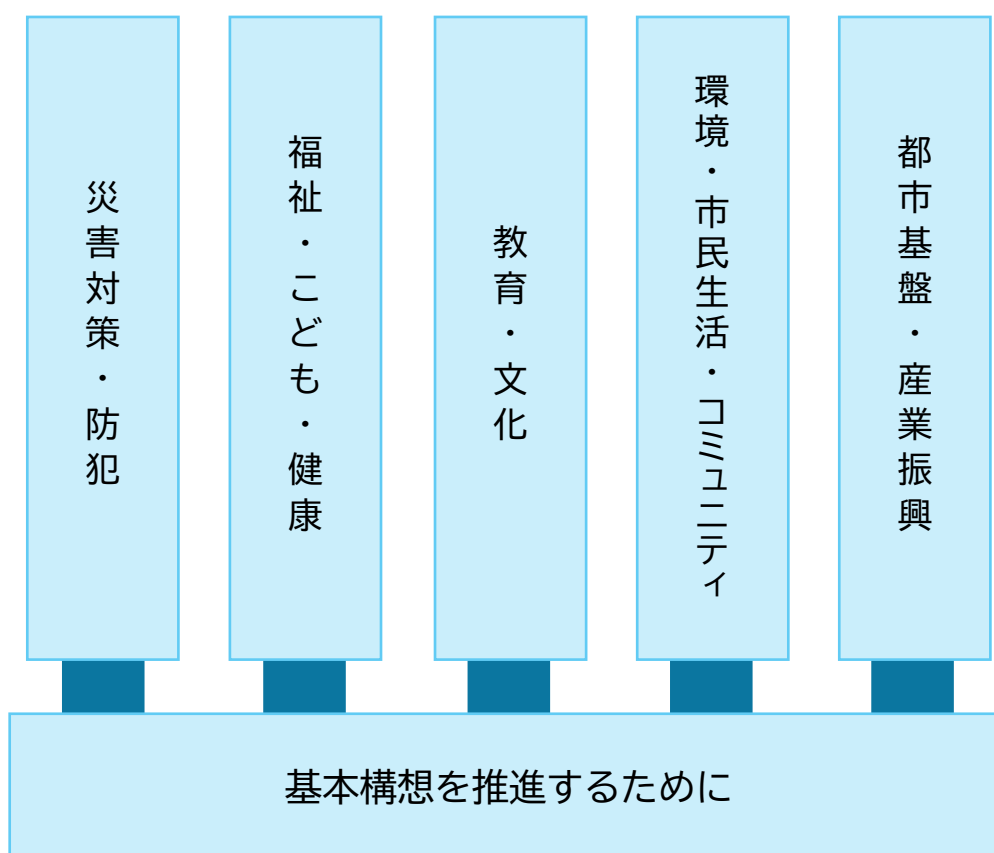 災害対策・防犯
福祉・こども・健康
教育・文化
環境・市民生活・コミュニティ
都市基盤・産業振興
基本構想を推進するために